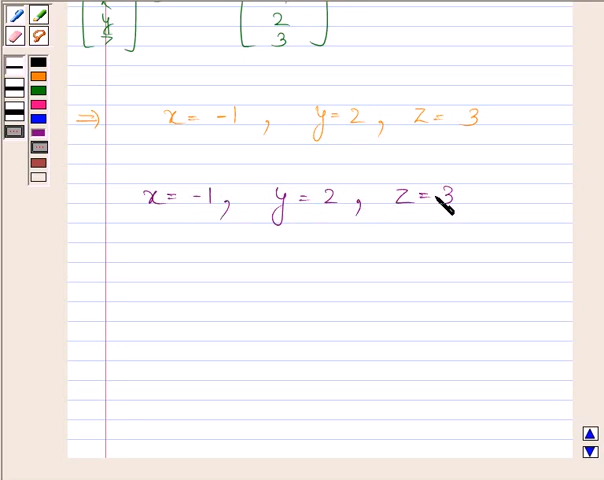 x
y 2
z 3
⇒ x = -1 , y = 2 , z = 3
x = -1 , y = 2 , z = 3